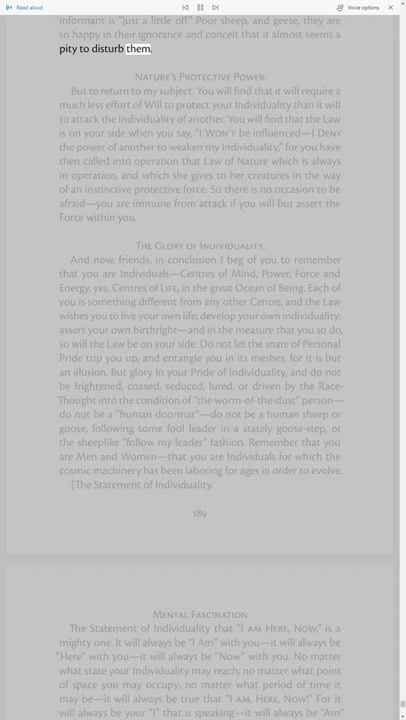 Read aloud
Voice options
informant is "just a little off." Poor sheep, and geese, they are
so happy in their ignorance and conceit that it almost seems a
pity to disturb them.
Nature's Protective Power.
But to return to my subject. You will find that it will require a
much less effort of Will to protect your Individuality than it will
to attack the Individuality of another. You will find that the Law
is on your side when you say, "I Won't be influenced—I Deny
the power of another to weaken my Individuality," for you have
then called into operation that Law of Nature which is always
in operation, and which she gives to her creatures in the way
of an instinctive protective force. So there is no occasion to be
afraid—you are immune from attack if you will but assert the
Force within you.
The Glory of Individuality.
And now, friends, in conclusion I beg of you to remember
that you are Individuals—Centres of Mind, Power, Force and
Energy, yes, Centres of Life, in the great Ocean of Being. Each of
you is something different from any other Centre, and the Law
wishes you to live your own life; develop your own individuality;
assert your own birthright—and in the measure that you so do,
so will the Law be on your side. Do not let the snare of Personal
Pride trip you up, and entangle you in its meshes, for it is but
an illusion. But glory in your Pride of Individuality, and do not
be frightened, coaxed, seduced, lured, or driven by the Race-
Thought into the condition of "the worm-of-the-dust" person—
do not be a "human doormat"—do not be a human sheep or
goose, following some fool leader in a stately goose-step, or
the sheeplike "follow my leader" fashion. Remember that you
are Men and Women—that you are Individuals for which the
cosmic machinery has been laboring for ages in order to evolve.
[The Statement of Individuality.
189
Mental Fascination
The Statement of Individuality that "I am Here, Now." is a
mighty one. It will always be "I Am" with you—it will always be
"Here" with you—it will always be "Now" with you. No matter
what state your Individuality may reach; no matter what point
of space you may occupy; no matter what period of time it
may be—it will always be true that "I am, Here, Now!" For it
will always be your "I" that is speaking—it will always be "Am"